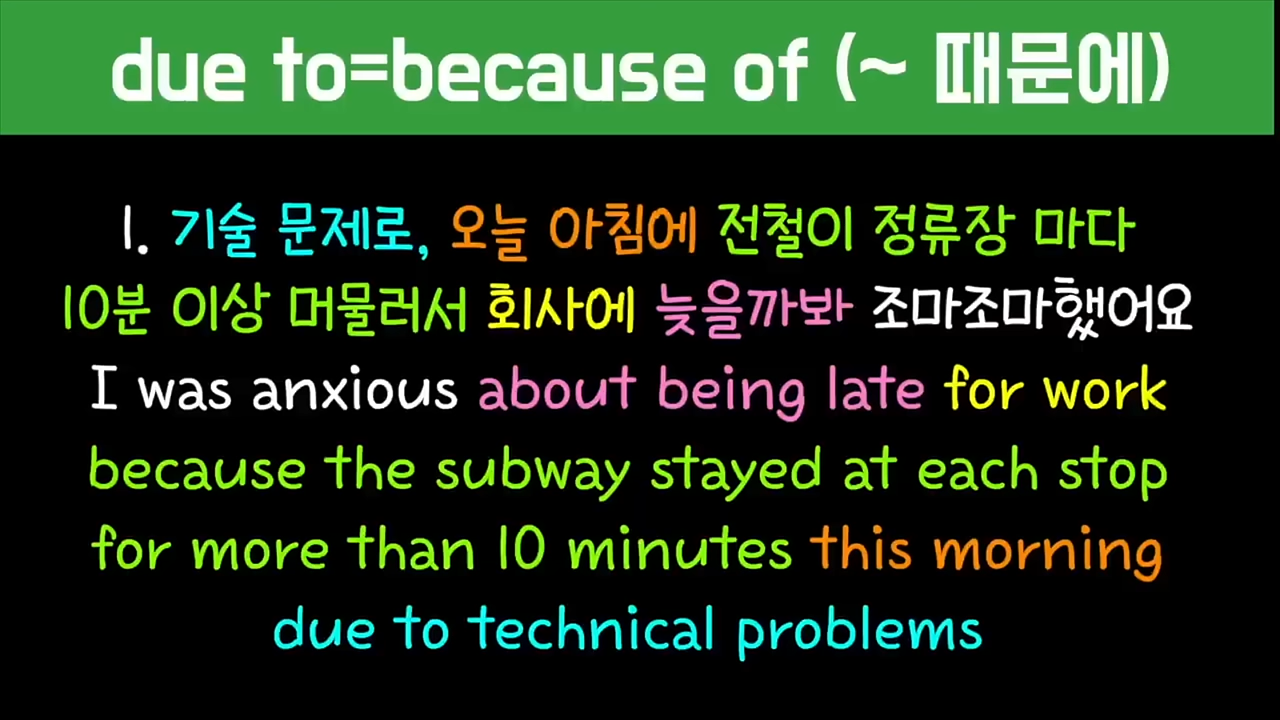 due to=because of (~ 때문에)
1. 기술 문제로, 오늘 아침에 전철이 정류장 마다
10분 이상 머물러서 회사에 늦을까봐 조마조마했어요
I was anxious about being late for work
because the subway stayed at each stop
for more than 10 minutes this morning
due to technical problems